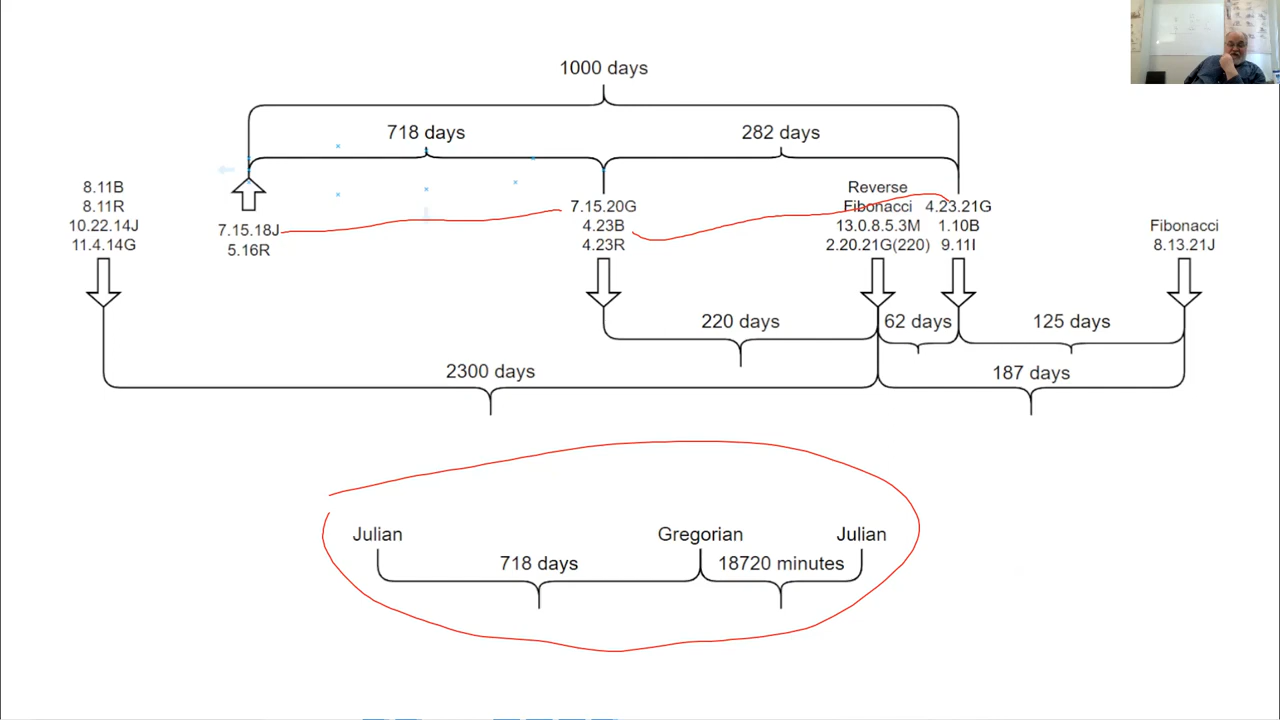 1000 days
718 days
282 days
8.11B
8.11R
10.22.14J
11.4.14G
7.15.18J
5.16R
7.15.20G
4.23B
4.23R
Reverse
Fibonacci
13.0.8.5.3M
2.20.21G(220)
4.23.21G
1.10B
9.11I
Fibonacci
8.13.21J
220 days
62 days
125 days
2300 days
187 days
Julian
Gregorian
Julian
718 days
18720 minutes